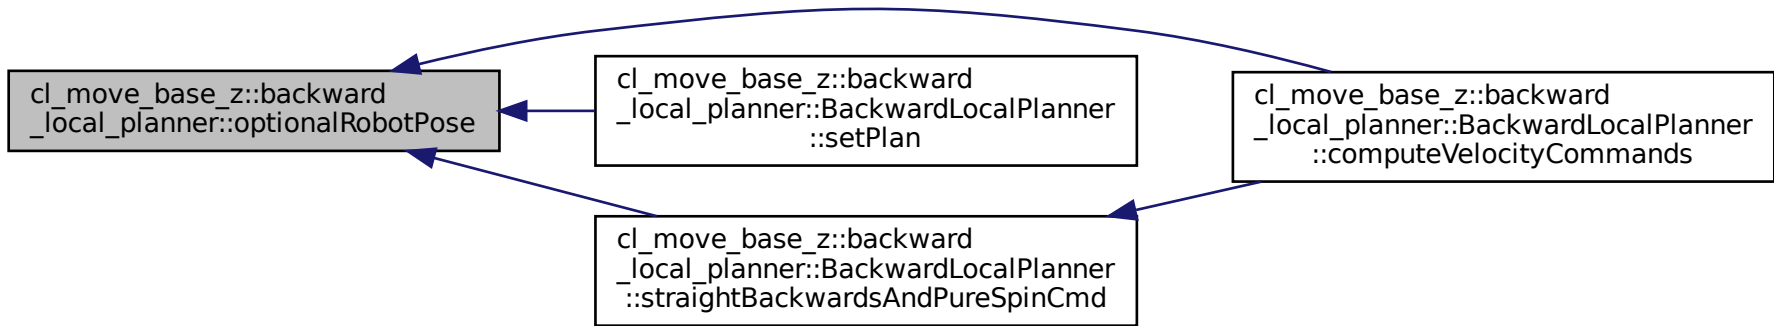 cl_move_base_z::backward
_local_planner::optionalRobotPose
cl_move_base_z::backward
_local_planner::BackwardLocalPlanner
::setPlan
cl_move_base_z::backward
_local_planner::BackwardLocalPlanner
::computeVelocityCommands
cl_move_base_z::backward
_local_planner::BackwardLocalPlanner
::straightBackwardsAndPureSpinCmd